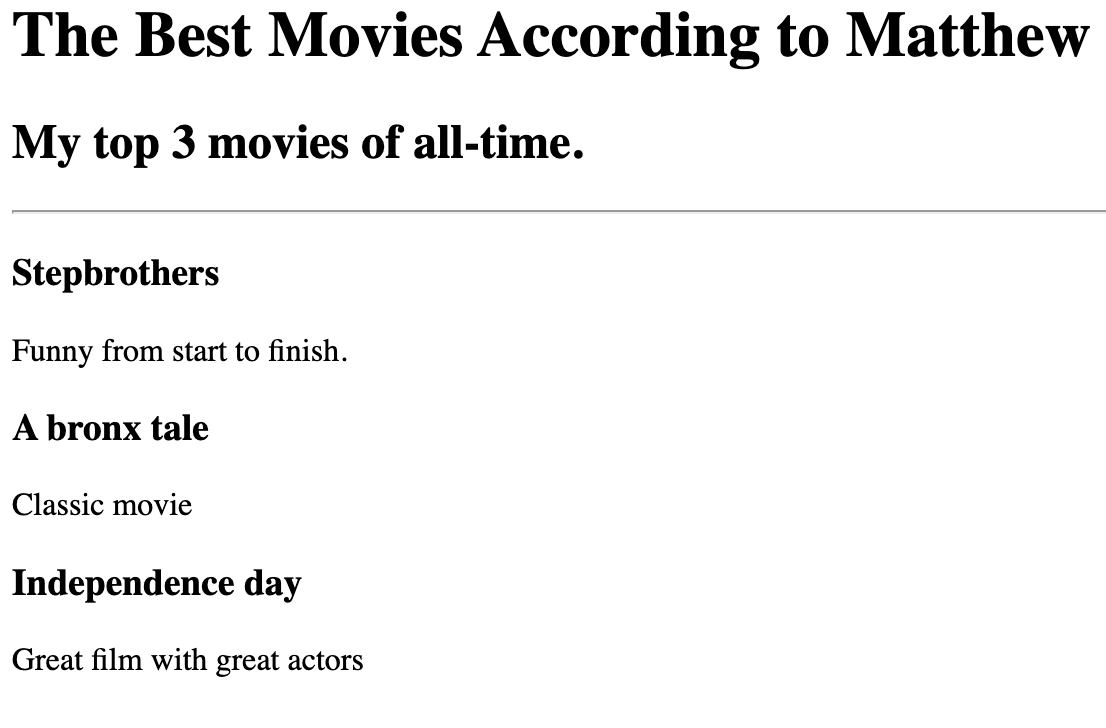 The Best Movies According to Matthew
My top 3 movies of all-time.
Stepbrothers
Funny from start to finish.
A bronx tale
Classic movie
Independence day
Great film with great actors